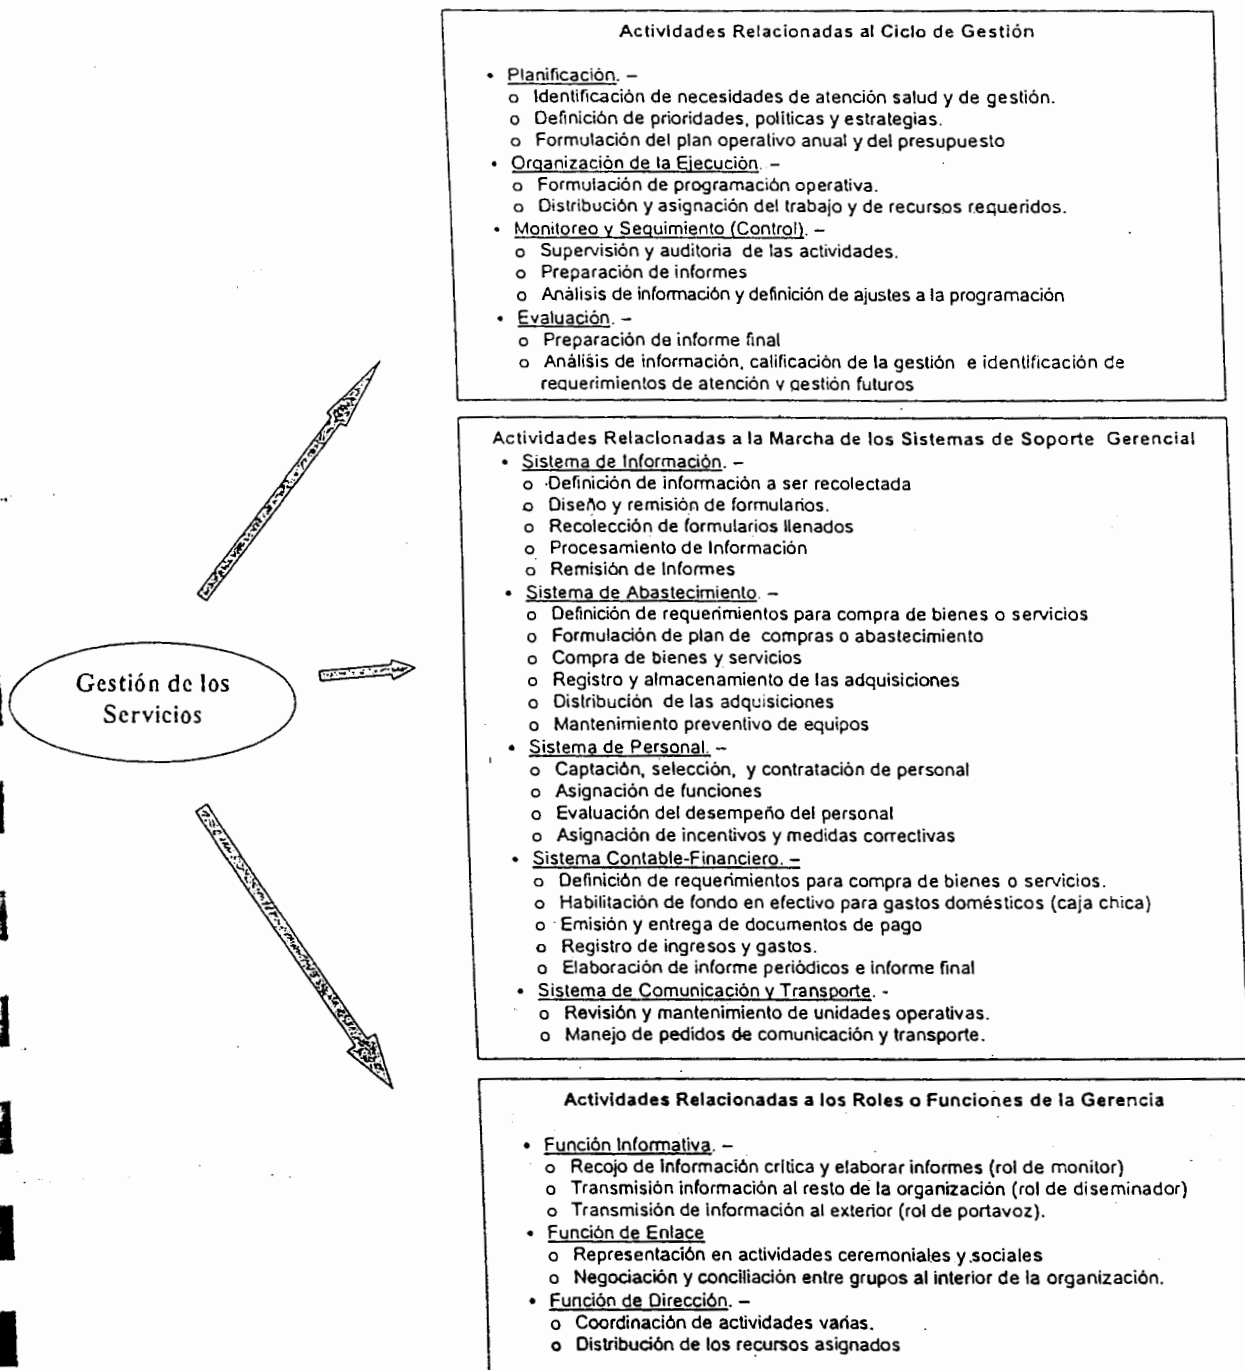 Actividades Relacionadas al Ciclo de Gestión
• Planificación. –
o Identificación de necesidades de atención salud y de gestión.
o Definición de prioridades, políticas y estrategias.
o Formulación del plan operativo anual y del presupuesto
• Organización de la Ejecución. –
o Formulación de programación operativa.
o Distribución y asignación del trabajo y de recursos requeridos.
• Monitoreo y Seguimiento (Control). –
o Supervisión y auditoria de las actividades.
o Preparación de informes
o Análisis de información y definición de ajustes a la programación
• Evaluación. –
o Preparación de informe final
o Análisis de información, calificación de la gestión e identificación de
requerimientos de atención y gestión futuros
Actividades Relacionadas a la Marcha de los Sistemas de Soporte Gerencial
• Sistema de Información. –
o Definición de información a ser recolectada
o Diseño y remisión de formularios.
o Recolección de formularios llenados
o Procesamiento de Información
o Remisión de Informes
• Sistema de Abastecimiento. –
o Definición de requerimientos para compra de bienes o servicios
o Formulación de plan de compras o abastecimiento
o Compra de bienes y servicios
o Registro y almacenamiento de las adquisiciones
o Distribución de las adquisiciones
o Mantenimiento preventivo de equipos
• Sistema de Personal. –
o Captación, selección, y contratación de personal
o Asignación de funciones
o Evaluación del desempeño del personal
o Asignación de incentivos y medidas correctivas
• Sistema Contable-Financiero. –
o Definición de requerimientos para compra de bienes o servicios.
o Habilitación de fondo en efectivo para gastos domésticos (caja chica)
o Emisión y entrega de documentos de pago
o Registro de ingresos y gastos.
o Elaboración de informe periódicos e informe final
• Sistema de Comunicación y Transporte. -
o Revisión y mantenimiento de unidades operativas.
o Manejo de pedidos de comunicación y transporte.
Gestión de los
Servicios
Actividades Relacionadas a los Roles o Funciones de la Gerencia
• Función Informativa. –
o Recojo de Información crítica y elaborar informes (rol de monitor)
o Transmisión información al resto de la organización (rol de diseminador)
o Transmisión de información al exterior (rol de portavoz).
• Función de Enlace
o Representación en actividades ceremoniales y sociales
o Negociación y conciliación entre grupos al interior de la organización.
• Función de Dirección. –
o Coordinación de actividades varias.
o Distribución de los recursos asignados